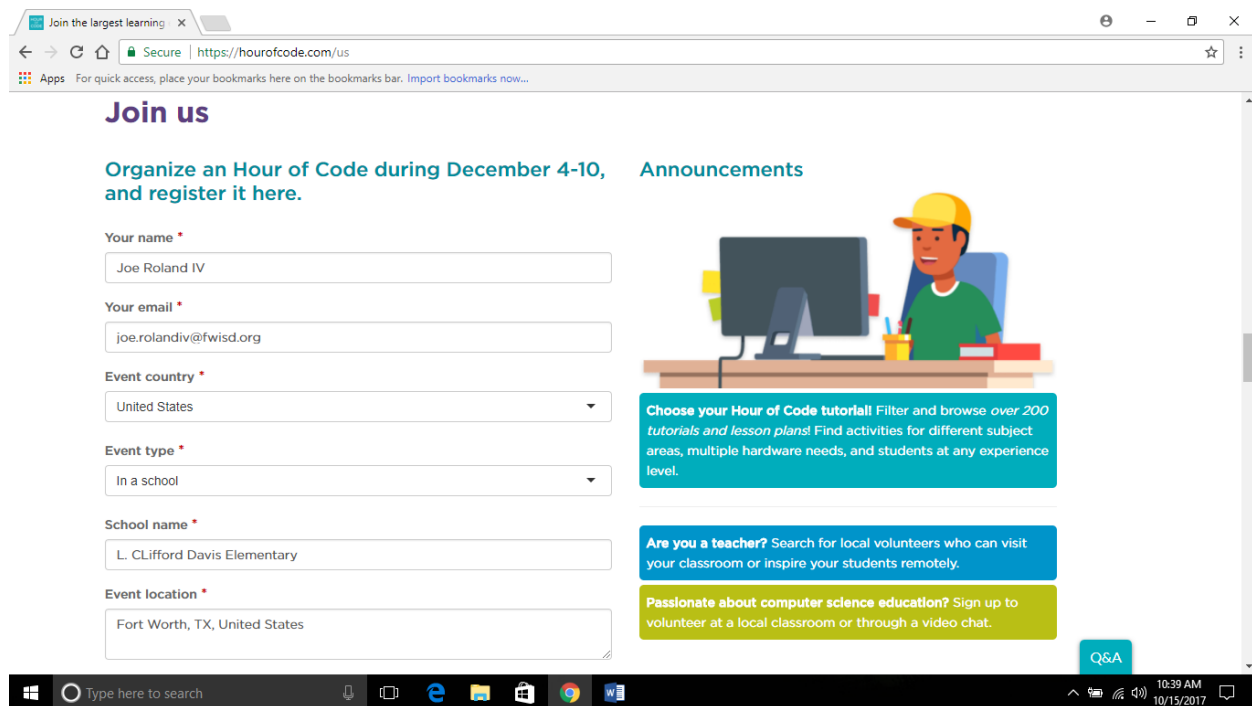 Join the largest learning
Secure | https://hourofcode.com/us
Apps For quick access, place your bookmarks here on the bookmarks bar. Import bookmarks now...
Join us
Organize an Hour of Code during December 4-10,
and register it here.
Your name *
Joe Roland IV
Your email *
joe.rolandiv@fwisd.org
Event country *
United States
Event type *
In a school
School name *
L. CLifford Davis Elementary
Event location *
Fort Worth, TX, United States
Announcements
Choose your Hour of Code tutorial! Filter and browse over 200
tutorials and lesson plans! Find activities for different subject
areas, multiple hardware needs, and students at any experience
level.
Are you a teacher? Search for local volunteers who can visit
your classroom or inspire your students remotely.
Passionate about computer science education? Sign up to
volunteer at a local classroom or through a video chat.
Q&A
Type here to search
10:39 AM
10/15/2017